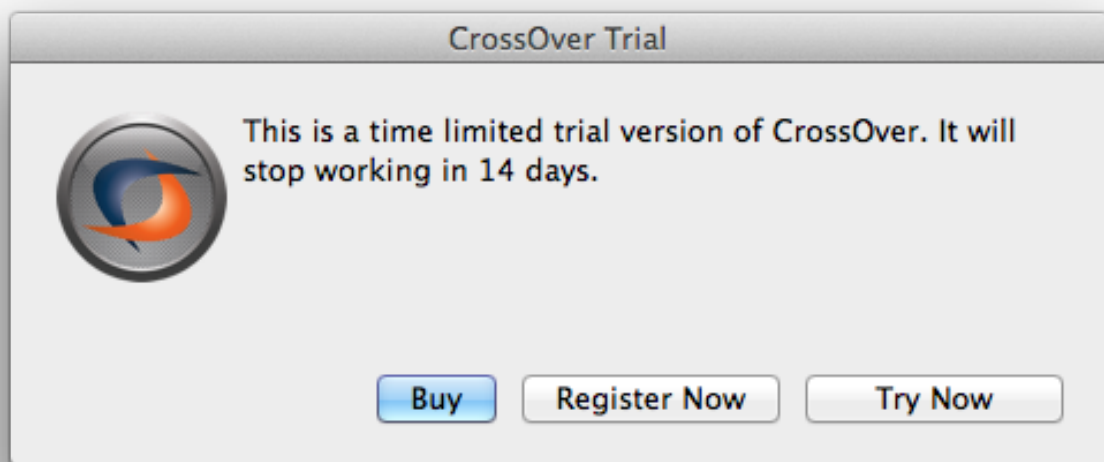 CrossOver Trial
This is a time limited trial version of CrossOver. It will
stop working in 14 days.
Buy Register Now Try Now